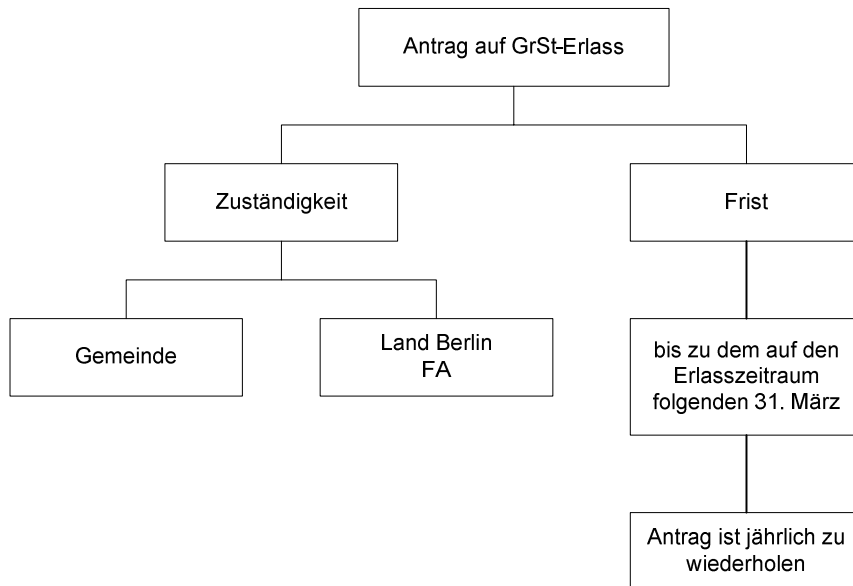 Antrag auf GrSt-Erlass
Zuständigkeit
Frist
Gemeinde
Land Berlin
FA
bis zu dem auf den
Erlasszeitraum
folgenden 31. März
Antrag ist jährlich zu
wiederholen